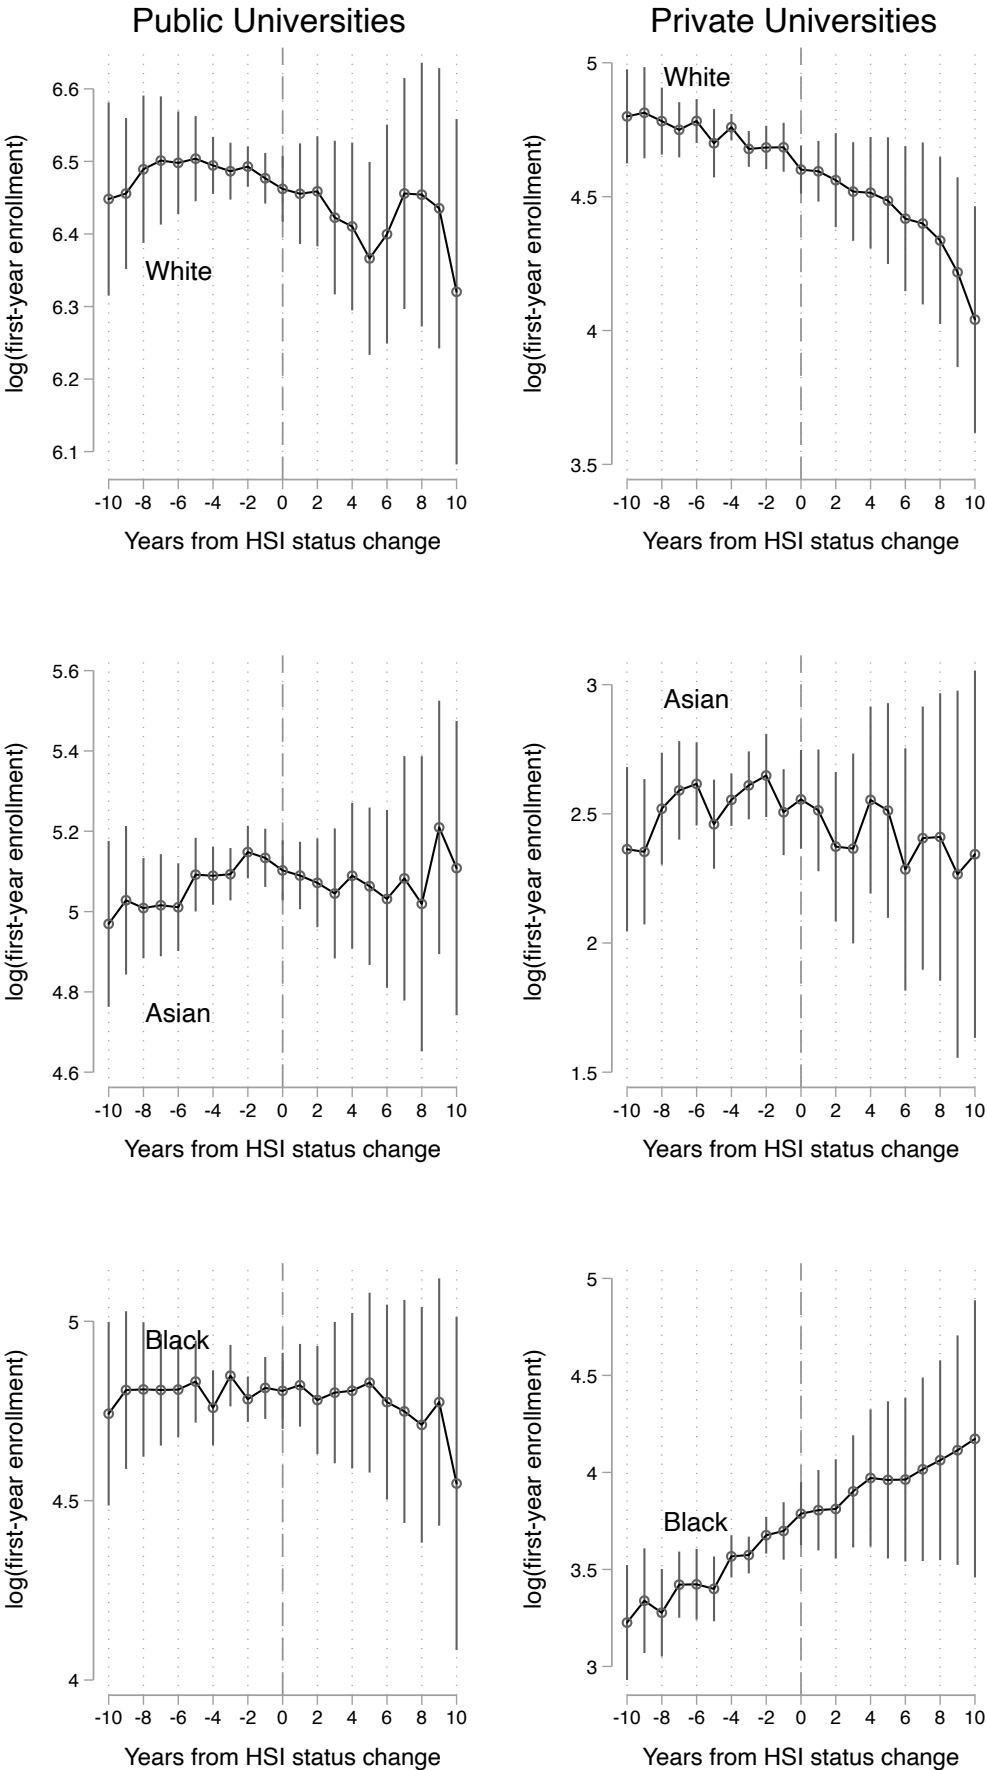 Public Universities
Private Universities
log(first-year enrollment)
6.6
6.5
6.4
6.3
6.2
6.1
White
-10 -8 -6 -4 -2 0 2 4 6 8 10
Years from HSI status change
log(first-year enrollment)
5
4.5
4
3.5
White
-10 -8 -6 -4 -2 0 2 4 6 8 10
Years from HSI status change
log(first-year enrollment)
5.6
5.4
5.2
5
4.8
4.6
Asian
-10 -8 -6 -4 -2 0 2 4 6 8 10
Years from HSI status change
log(first-year enrollment)
3
2.5
2
1.5
Asian
-10 -8 -6 -4 -2 0 2 4 6 8 10
Years from HSI status change
log(first-year enrollment)
5
4.5
4
Black
-10 -8 -6 -4 -2 0 2 4 6 8 10
Years from HSI status change
log(first-year enrollment)
5
4.5
4
3.5
3
Black
-10 -8 -6 -4 -2 0 2 4 6 8 10
Years from HSI status change